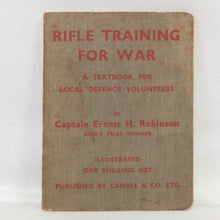 RIFLE TRAINING
FOR WAR
A TEXTBOOK FOR
LOCAL DEFENCE VOLUNTEERS
by
Captain Ernest H. Robinson
KING'S PRIZE WINNER
ILLUSTRATED
ONE SHILLING NET
PUBLISHED BY CASSELL & CO. LTD.